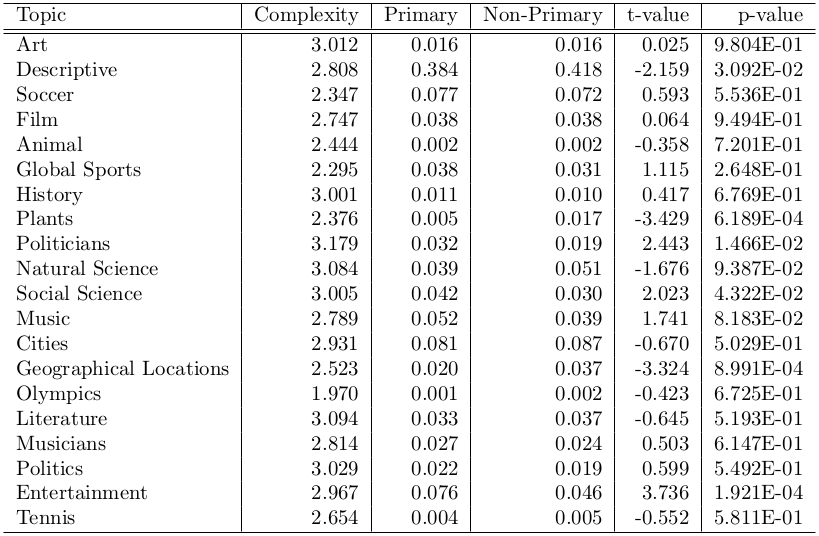 Topic Complexity Primary Non-Primary t-value p-value
Art 3.012 0.016 0.016 0.025 9.804E-01
Descriptive 2.808 0.384 0.418 -2.159 3.092E-02
Soccer 2.347 0.077 0.072 0.593 5.536E-01
Film 2.747 0.038 0.038 0.064 9.494E-01
Animal 2.444 0.002 0.002 -0.358 7.201E-01
Global Sports 2.295 0.038 0.031 1.115 2.648E-01
History 3.001 0.011 0.010 0.417 6.769E-01
Plants 2.376 0.005 0.017 -3.429 6.189E-04
Politicians 3.179 0.032 0.019 2.443 1.466E-02
Natural Science 3.084 0.039 0.051 -1.676 9.387E-02
Social Science 3.005 0.042 0.030 2.023 4.322E-02
Music 2.789 0.052 0.039 1.741 8.183E-02
Cities 2.931 0.081 0.087 -0.670 5.029E-01
Geographical Locations 2.523 0.020 0.037 -3.324 8.991E-04
Olympics 1.970 0.001 0.002 -0.423 6.725E-01
Literature 3.094 0.033 0.037 -0.645 5.193E-01
Musicians 2.814 0.027 0.024 0.503 6.147E-01
Politics 3.029 0.022 0.019 0.599 5.492E-01
Entertainment 2.967 0.076 0.046 3.736 1.921E-04
Tennis 2.654 0.004 0.005 -0.552 5.811E-01